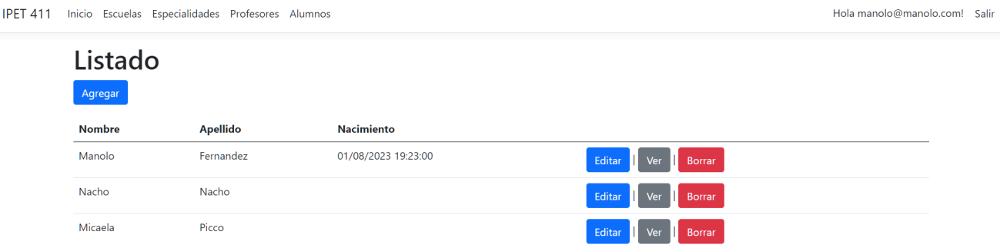 IPET 411 Inicio Escuelas Especialidades Profesores Alumnos Hola manolo@manolo.com! Salir
Listado
Agregar
Nombre Apellido Nacimiento
Manolo Fernandez 01/08/2023 19:23:00 Editar | Ver | Borrar
Nacho Nacho Editar | Ver | Borrar
Micaela Picco Editar | Ver | Borrar